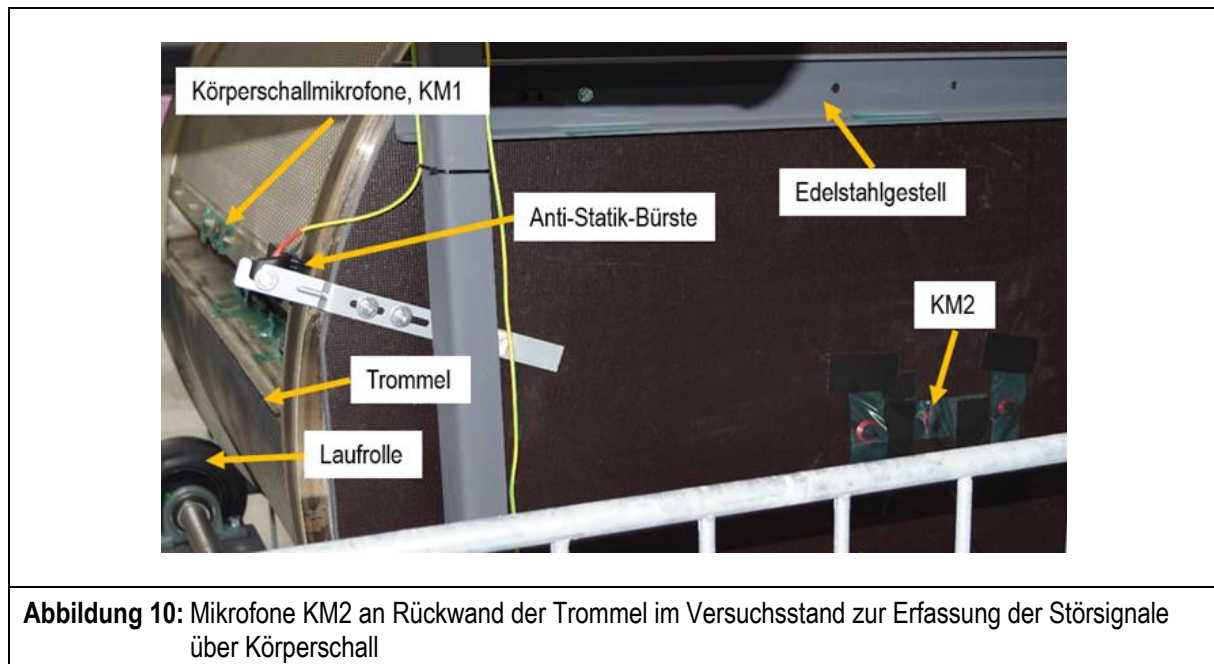 Körperschallmikrofone, KM1
Edelstahlgestell
Anti-Statik-Bürste
KM2
Trommel
Laufrolle
Abbildung 10: Mikrofone KM2 an Rückwand der Trommel im Versuchsstand zur Erfassung der Störsignale
über Körperschall